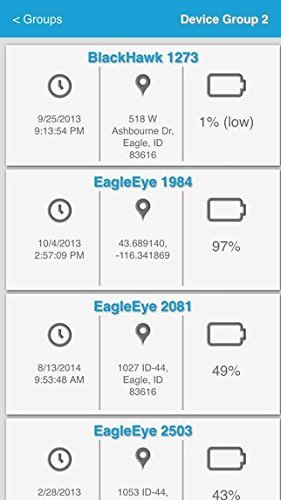 < Groups
Device Group 2
BlackHawk 1273
9/25/2013
9:13:54 PM
518 W
Ashbourne Dr,
Eagle, ID
83616
1% (low)
EagleEye 1984
10/4/2013
2:57:09 PM
43.689140,
-116.341869
97%
EagleEye 2081
8/13/2014
9:53:48 AM
1027 ID-44,
Eagle, ID
83616
49%
EagleEye 2503
2/28/2013
1053 ID-44,
43%